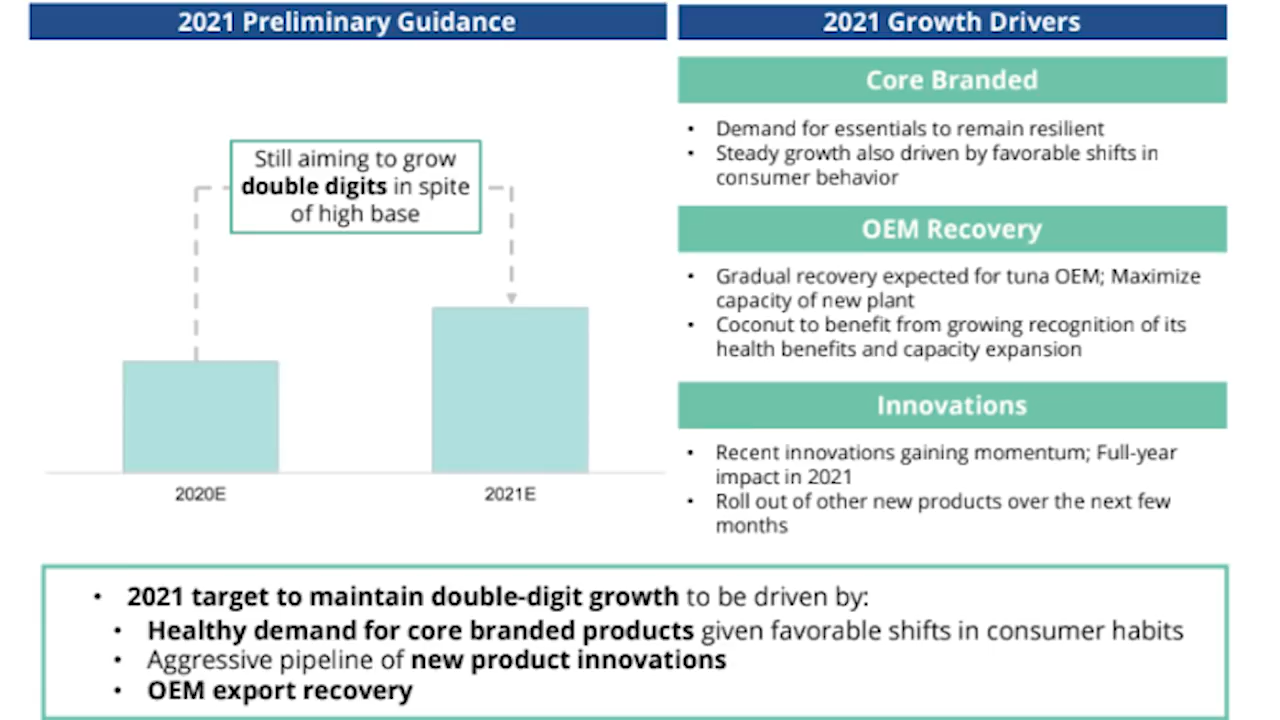 2021 Preliminary Guidance
Still aiming to grow
double digits in spite
of high base
2020E
2021E
2021 Growth Drivers
Core Branded
• Demand for essentials to remain resilient
• Steady growth also driven by favorable shifts in
consumer behavior
OEM Recovery
• Gradual recovery expected for tuna OEM; Maximize
capacity of new plant
• Coconut to benefit from growing recognition of its
health benefits and capacity expansion
Innovations
• Recent innovations gaining momentum; Full-year
impact in 2021
• Roll out of other new products over the next few
months
• 2021 target to maintain double-digit growth to be driven by:
• Healthy demand for core branded products given favorable shifts in consumer habits
• Aggressive pipeline of new product innovations
• OEM export recovery